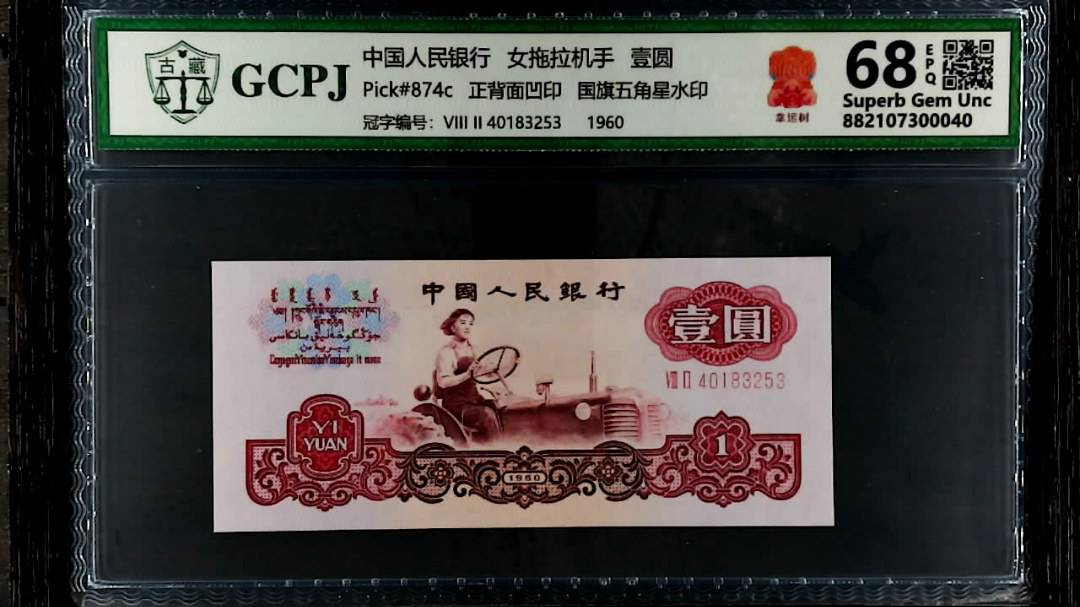 古藏
GCPJ
中国人民银行 女拖拉机手 壹圆
Pick#874c 正背面凹印 国旗五角星水印
冠字编号: VIII II 40183253 1960
68
EPQ
Superb Gem Unc
882107300040
中國人民銀行
壹圓
VIII II 40183253
YI
YUAN
1960
1